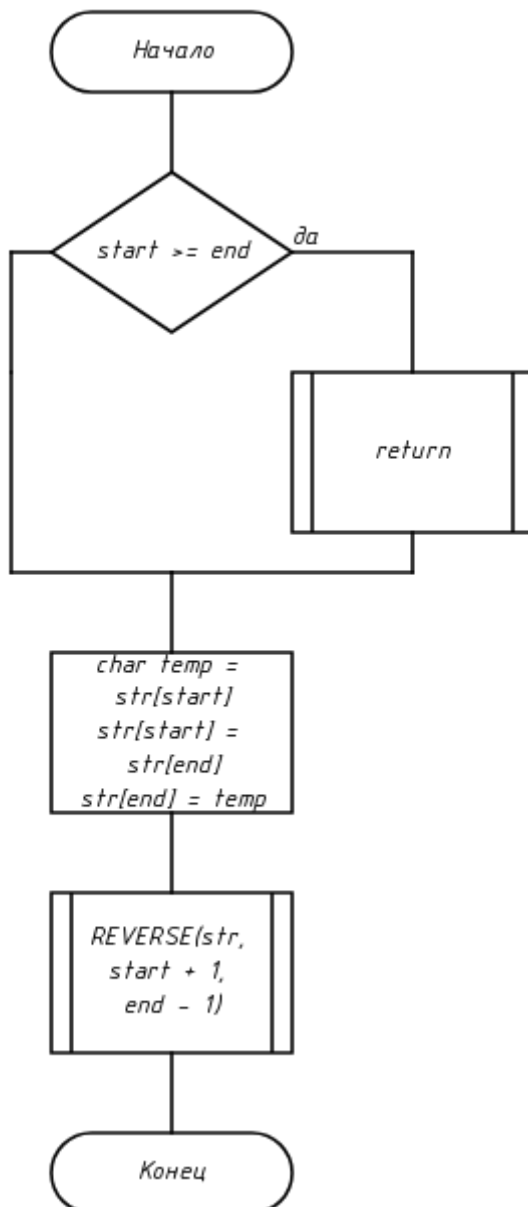 Начало
start >= end
да
return
char temp =
str[start]
str[start] =
str[end]
str[end] = temp
REVERSE(str,
start + 1,
end - 1)
Конец